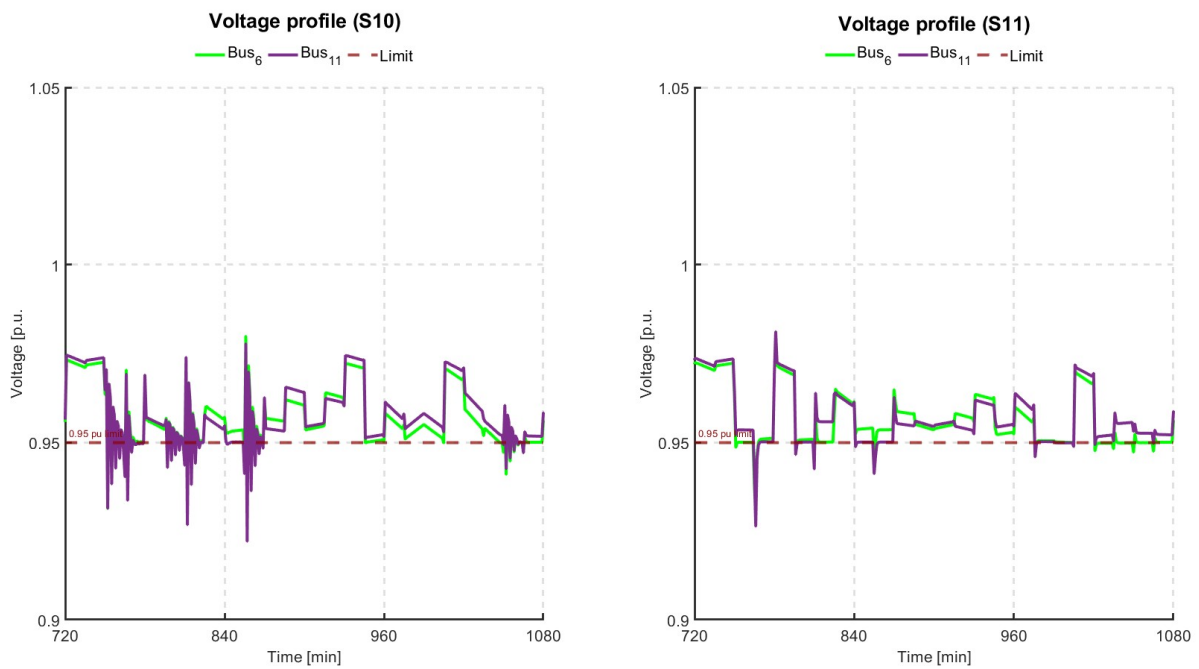 Voltage profile (S10)
Bus6 Bus11 Limit
1.05
1
0.95
0.9
Voltage [p.u.
0.95 pu limit
720 840 960 1080
Time [min]
Voltage profile (S11)
Bus6 Bus11 Limit
1.05
1
0.95
0.9
Voltage [p.u.
0.95 pu limit
720 840 960 1080
Time [min]